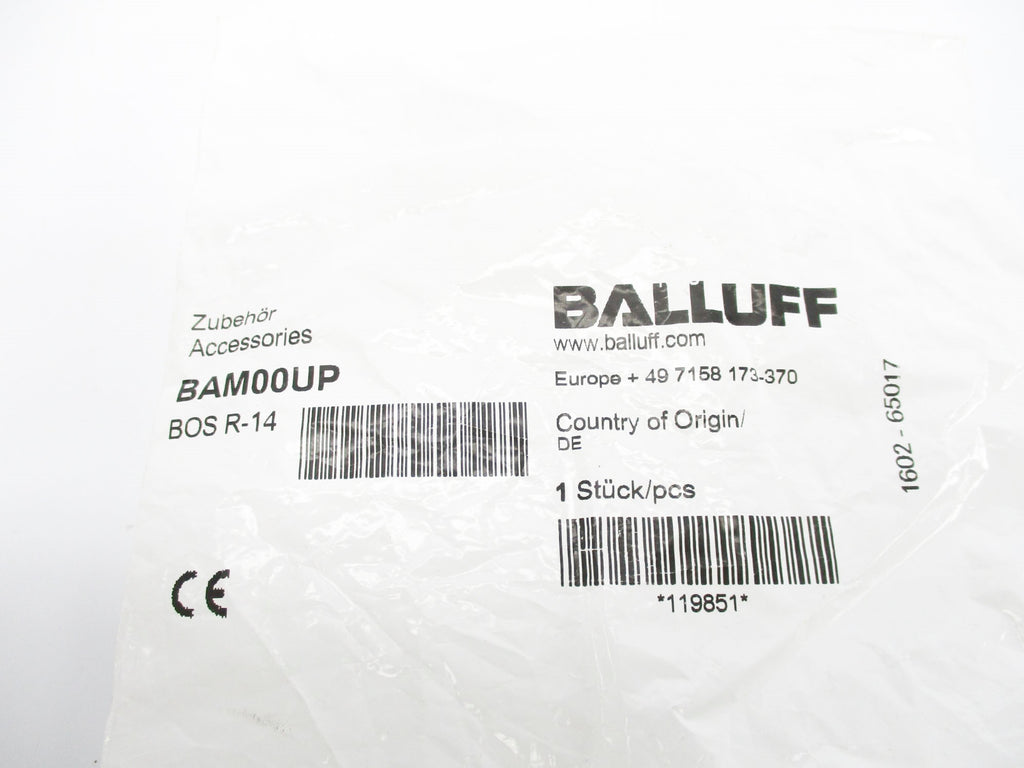 Zubehör
Accessories
BAM00UP
BOS R-14
CE
BALLUFF
www.balluff.com
Europe + 49 7158 173-370
Country of Origin/
DE
1 Stück/pcs
*119851*
1602 - 65017